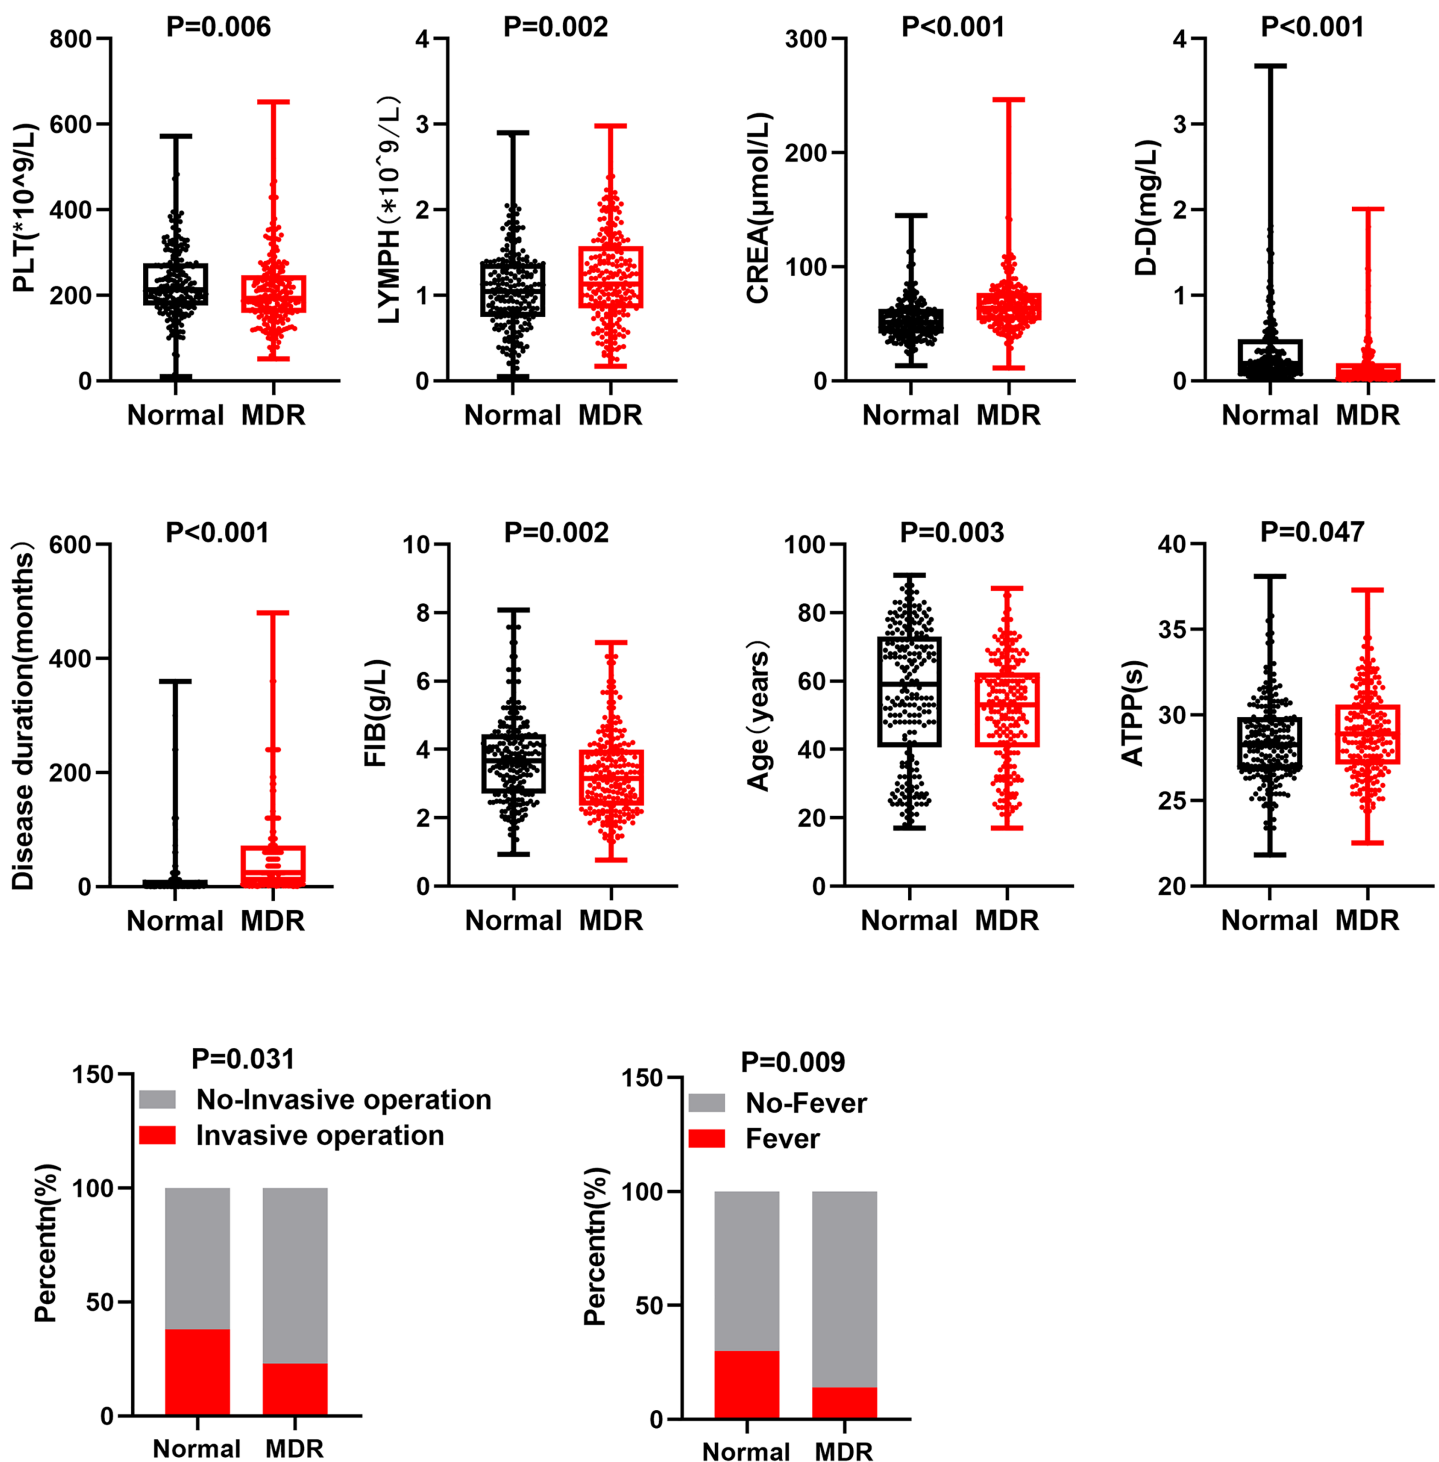 P=0.006
PLT(*10^9/L)
800
600
400
200
0
Normal MDR
P=0.002
LYMPH(*10^9/L)
4
3
2
1
0
Normal MDR
P<0.001
CREA(μmol/L)
300
200
100
0
Normal MDR
P<0.001
D-D(mg/L)
4
3
2
1
0
Normal MDR
P<0.001
Disease duration(months)
600
400
200
0
Normal MDR
P=0.002
FIB(g/L)
10
8
6
4
2
0
Normal MDR
P=0.003
Age(years)
100
80
60
40
20
0
Normal MDR
P=0.047
ATPP(s)
40
35
30
25
20
Normal MDR
P=0.031
No-Invasive operation
Invasive operation
Percentn(%)
150
100
50
0
Normal MDR
P=0.009
No-Fever
Fever
Percentn(%)
150
100
50
0
Normal MDR